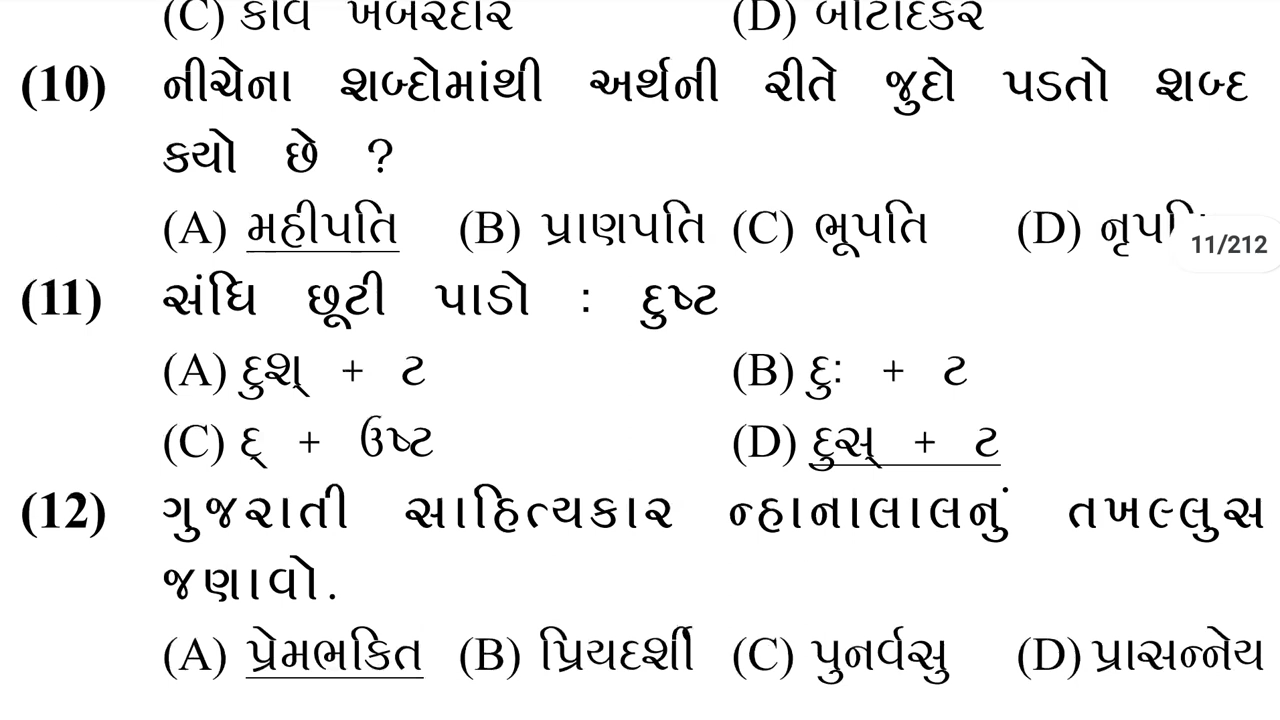 (C) કવિ ખબરદાર (D) બોટાદકર
(10) નીચેના શબ્દોમાંથી અર્થની રીતે જુદો પડતો શબ્દ
કયો છે ?
(A) મહીપતિ (B) પ્રાણપતિ (C) ભૂપતિ (D)
11/212
(11) સંધિ છૂટી પાડો : દુષ્ટ
(A) દુશ્ + ટ (B) દુઃ + ટ
(C) દ્ + ઉષ્ટ (D) દુસ્ + ટ
(12) ગુજરાતી સાહિત્યકાર ન્હાનાલાલનું તખલ્લુસ
જણાવો.
(A) પ્રેમભકિત (B) પ્રિયદર્શી (C) પુનર્વસુ (D) પ્રાસન્નેય